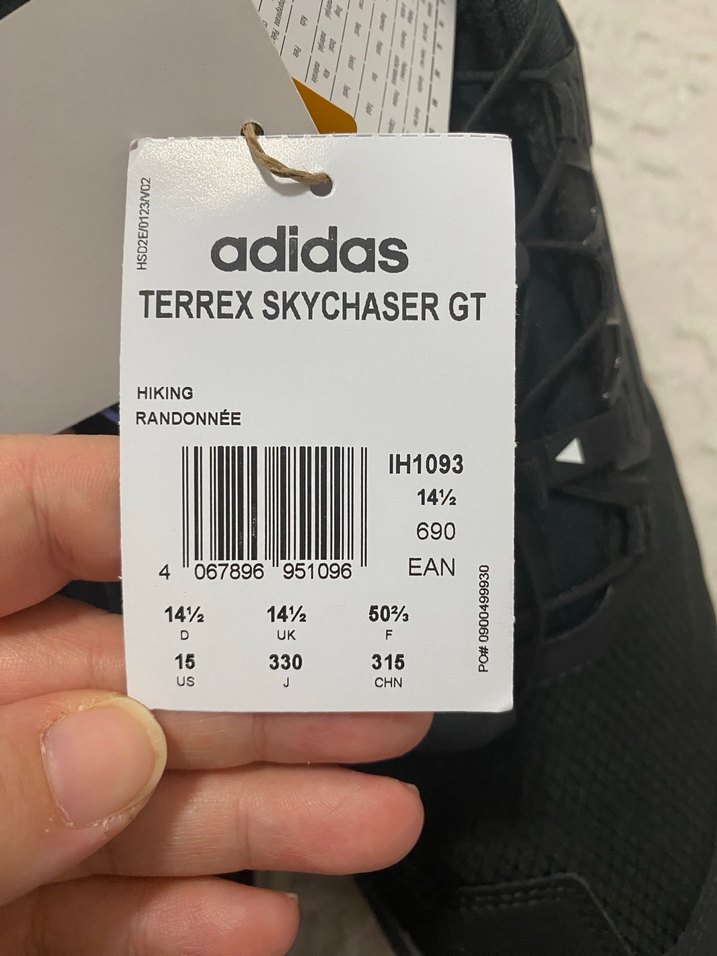 HSD2E/0123/V02
adidas
TERREX SKYCHASER GT
HIKING
RANDONNÉE
IH1093
14½
690
EAN
4 067896 951096
14½ 14½ 50⅔
D UK F
15 330 315
US J CHN
PO# 0900499930